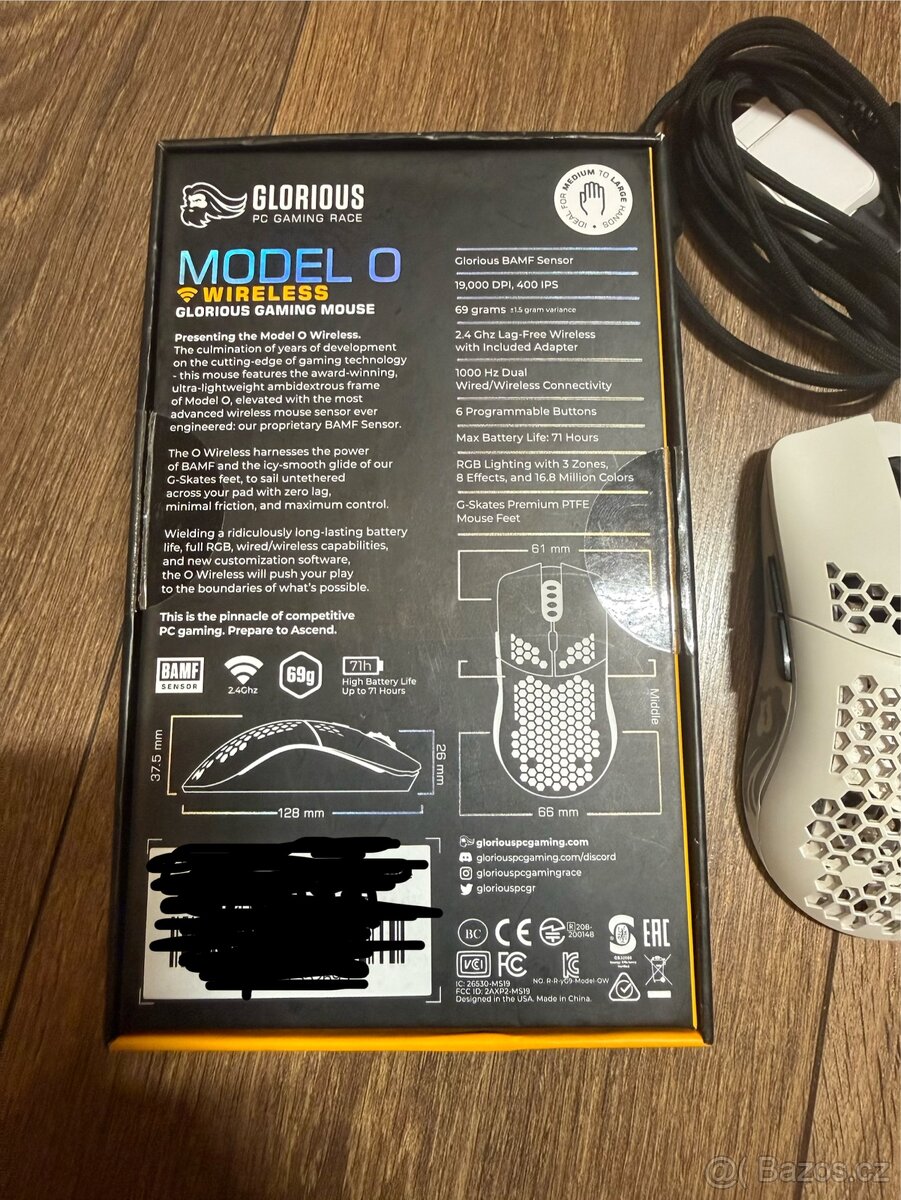 GLORIOUS
PC GAMING RACE
IDEAL FOR MEDIUM TO LARGE HANDS
MODEL O
WIRELESS
GLORIOUS GAMING MOUSE
Presenting the Model O Wireless.
The culmination of years of development
on the cutting-edge of gaming technology
- this mouse features the award-winning,
ultra-lightweight ambidextrous frame
of Model O, elevated with the most
advanced wireless mouse sensor ever
engineered: our proprietary BAMF Sensor.
The O Wireless harnesses the power
of BAMF and the icy-smooth glide of our
G-Skates feet, to sail untethered
across your pad with zero lag,
minimal friction, and maximum control.
Wielding a ridiculously long-lasting battery
life, full RGB, wired/wireless capabilities,
and new customization software,
the O Wireless will push your play
to the boundaries of what's possible.
This is the pinnacle of competitive
PC gaming. Prepare to Ascend.
BAMF
SENSOR
2.4Ghz
69g
71h
High Battery Life
Up to 71 Hours
37.5 mm
26 mm
128 mm
Glorious BAMF Sensor
19,000 DPI, 400 IPS
69 grams ±1.5 gram variance
2.4 Ghz Lag-Free Wireless
with Included Adapter
1000 Hz Dual
Wired/Wireless Connectivity
6 Programmable Buttons
Max Battery Life: 71 Hours
RGB Lighting with 3 Zones,
8 Effects, and 16.8 Million Colors
G-Skates Premium PTFE
Mouse Feet
61 mm
Middle
66 mm
gloriouspcgaming.com
gloriouspcgaming.com/discord
gloriouspcgamingrace
gloriouspcgr
BC CE R 208-
200148 EAC
VCI FC
NO. R-R-yG9-Model-OW
IC: 26530-MS19
FCC ID: 2AXP2-MS19
Designed in the USA. Made in China.
@ Bazos.cz